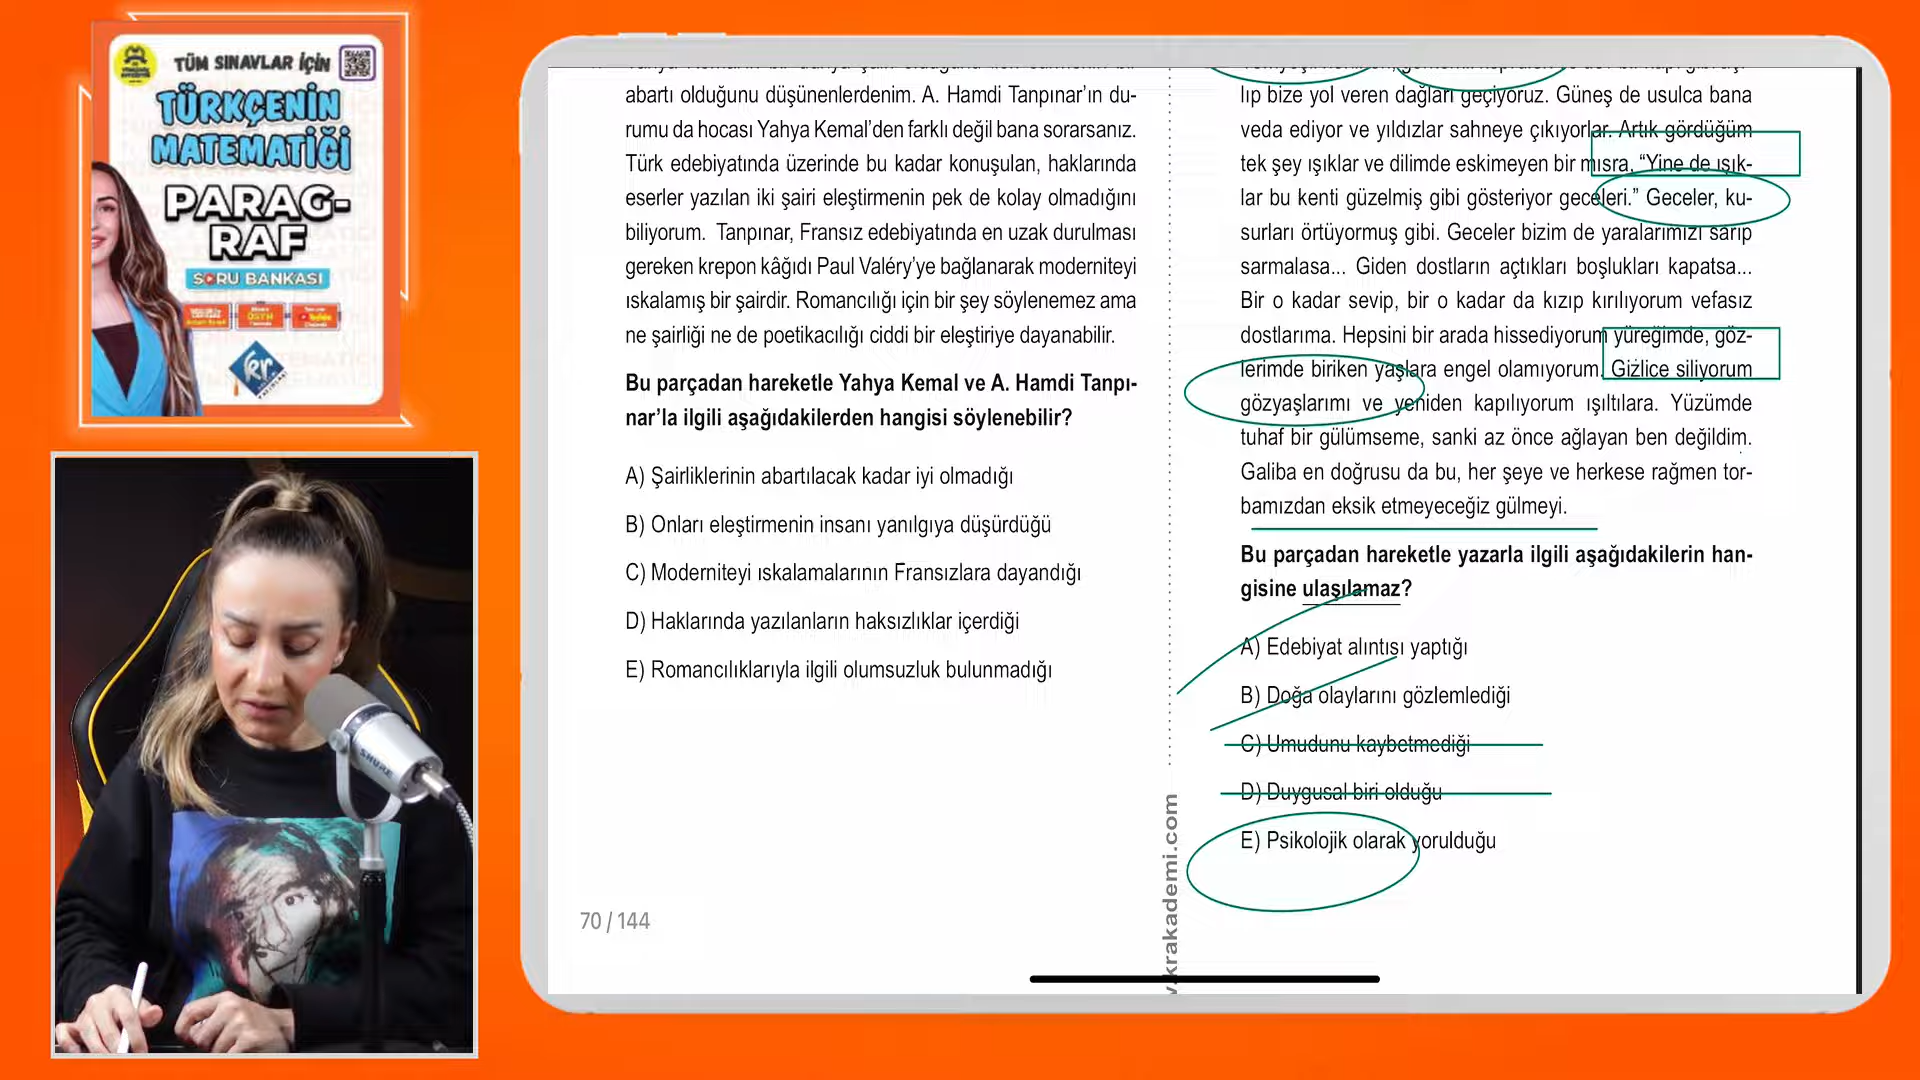 TÜM SINAVLAR İÇİN
TÜRKÇENİN
MATEMATİĞİ
PARAG-
RAF
SORU BANKASI
abartı olduğunu düşünenlerdenim. A. Hamdi Tanpınar’ın du-
rumu da hocası Yahya Kemal’den farklı değil bana sorarsanız.
Türk edebiyatında üzerinde bu kadar konuşulan, haklarında
eserler yazılan iki şairi eleştirmenin pek de kolay olmadığını
biliyorum. Tanpınar, Fransız edebiyatında en uzak durulması
gereken krepon kâğıdı Paul Valéry’ye bağlanarak moderniteyi
ıskalamış bir şairdir. Romancılığı için bir şey söylenemez ama
ne şairliği ne de poetikacılığı ciddi bir eleştiriye dayanabilir.
Bu parçadan hareketle Yahya Kemal ve A. Hamdi Tanpı-
nar’la ilgili aşağıdakilerden hangisi söylenebilir?
A) Şairliklerinin abartılacak kadar iyi olmadığı
B) Onları eleştirmenin insanı yanılgıya düşürdüğü
C) Moderniteyi ıskalamalarının Fransızlara dayandığı
D) Haklarında yazılanların haksızlıklar içerdiği
E) Romancılıklarıyla ilgili olumsuzluk bulunmadığı
70 / 144
krakademi.com
lıp bize yol veren dağları geçiyoruz. Güneş de usulca bana
veda ediyor ve yıldızlar sahneye çıkıyorlar. Artık gördüğüm
tek şey ışıklar ve dilimde eskimeyen bir mısra, “Yine de ışık-
lar bu kenti güzelmiş gibi gösteriyor geceleri.” Geceler, ku-
surları örtüyormuş gibi. Geceler bizim de yaralarımızı sarıp
sarmalasa... Giden dostların açtıkları boşlukları kapatsa...
Bir o kadar sevip, bir o kadar da kızıp kırılıyorum vefasız
dostlarıma. Hepsini bir arada hissediyorum yüreğimde, göz-
lerimde biriken yaşlara engel olamıyorum. Gizlice siliyorum
gözyaşlarımı ve yeniden kapılıyorum ışıltılara. Yüzümde
tuhaf bir gülümseme, sanki az önce ağlayan ben değildim.
Galiba en doğrusu da bu, her şeye ve herkese rağmen tor-
bamızdan eksik etmeyeceğiz gülmeyi.
Bu parçadan hareketle yazarla ilgili aşağıdakilerin han-
gisine ulaşılamaz?
A) Edebiyat alıntısı yaptığı
B) Doğa olaylarını gözlemlediği
C) Umudunu kaybetmediği
D) Duygusal biri olduğu
E) Psikolojik olarak yorulduğu
SHURE